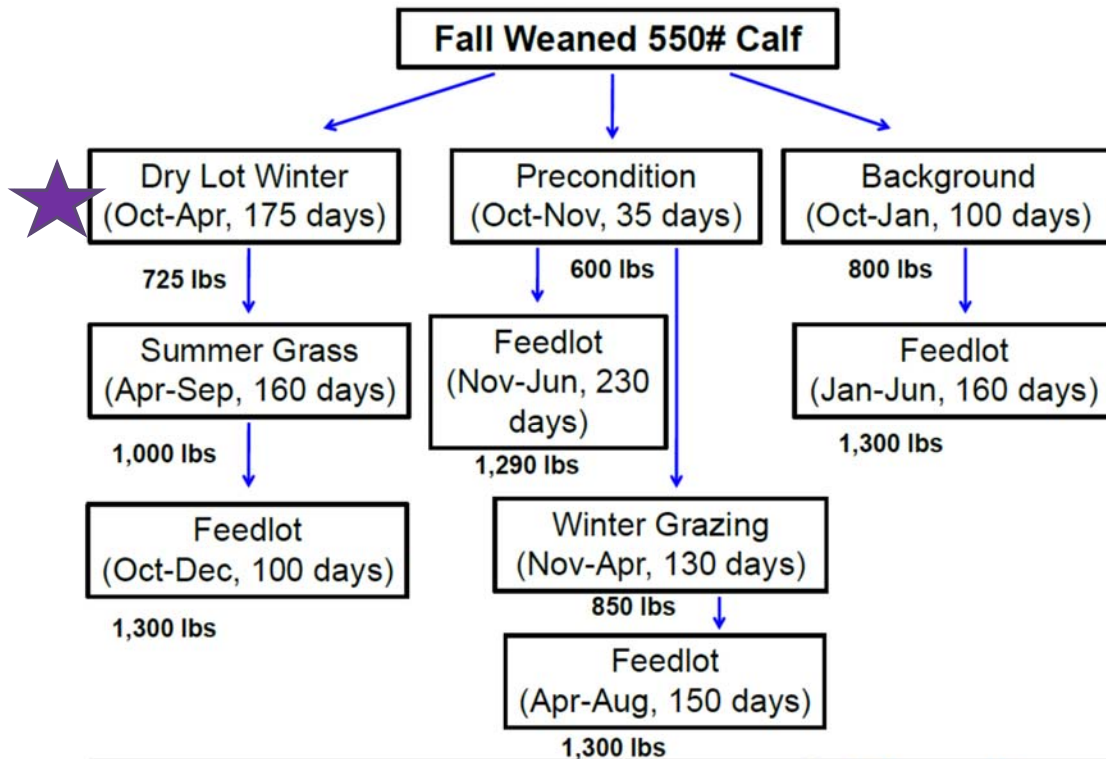 Fall Weaned 550# Calf
Dry Lot Winter
(Oct-Apr, 175 days)
725 lbs
Summer Grass
(Apr-Sep, 160 days)
1,000 lbs
Feedlot
(Oct-Dec, 100 days)
1,300 lbs
Precondition
(Oct-Nov, 35 days)
600 lbs
Feedlot
(Nov-Jun, 230
days)
1,290 lbs
Winter Grazing
(Nov-Apr, 130 days)
850 lbs
Feedlot
(Apr-Aug, 150 days)
1,300 lbs
Background
(Oct-Jan, 100 days)
800 lbs
Feedlot
(Jan-Jun, 160 days)
1,300 lbs